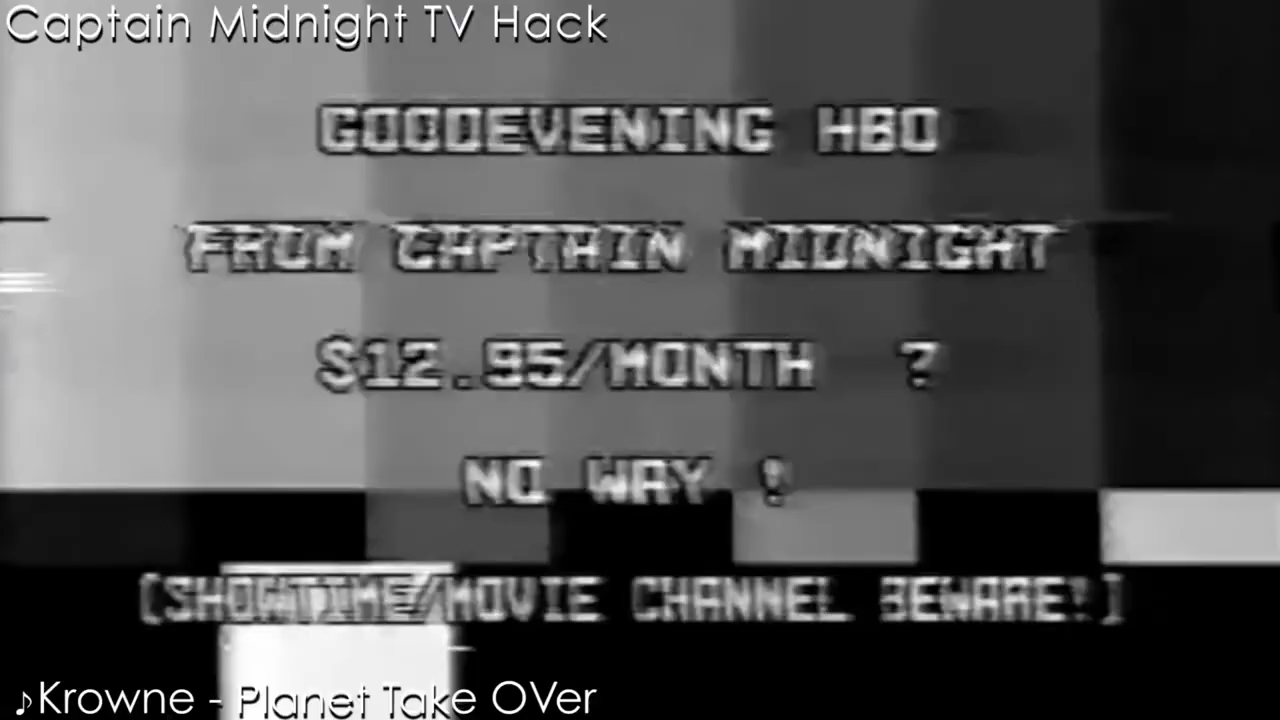 Captain Midnight TV Hack
GOODEVENING HBO
FROM CAPTAIN MIDNIGHT
$12.95/MONTH ?
NO WAY !
[SHOWTIME/MOVIE CHANNEL BEWARE!]
♪Krowne - Planet Take OVer